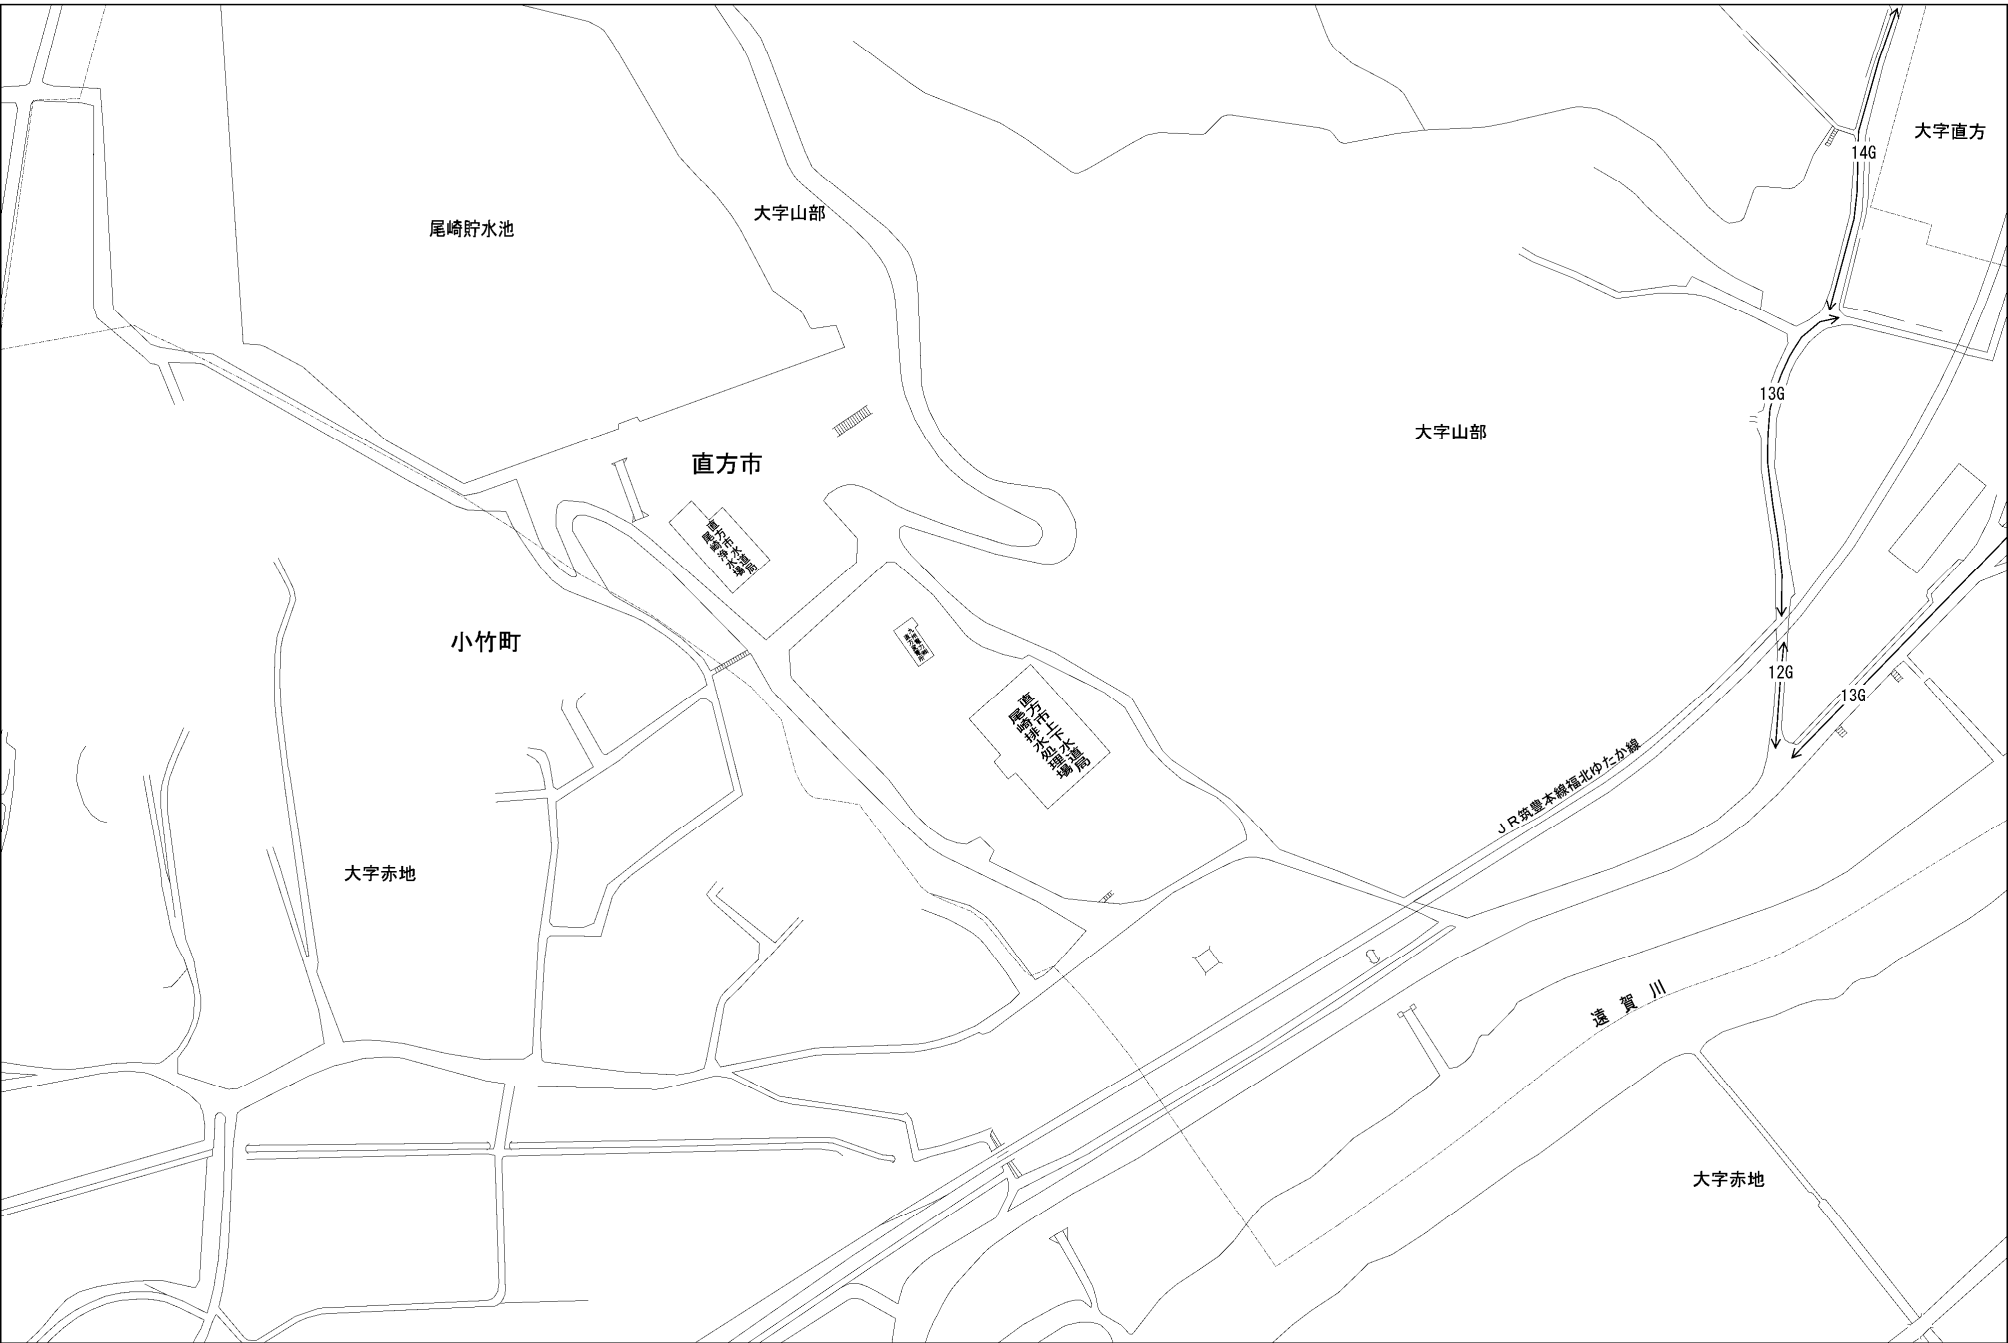 大字直方
14G
大字山部
尾崎貯水池
13G
大字山部
直方市
直方市水道局
尾崎浄水場
小竹町
12G
13G
直方市上下水道局
尾崎排水処理場
JR筑豊本線福北ゆたか線
大字赤地
遠賀川
大字赤地